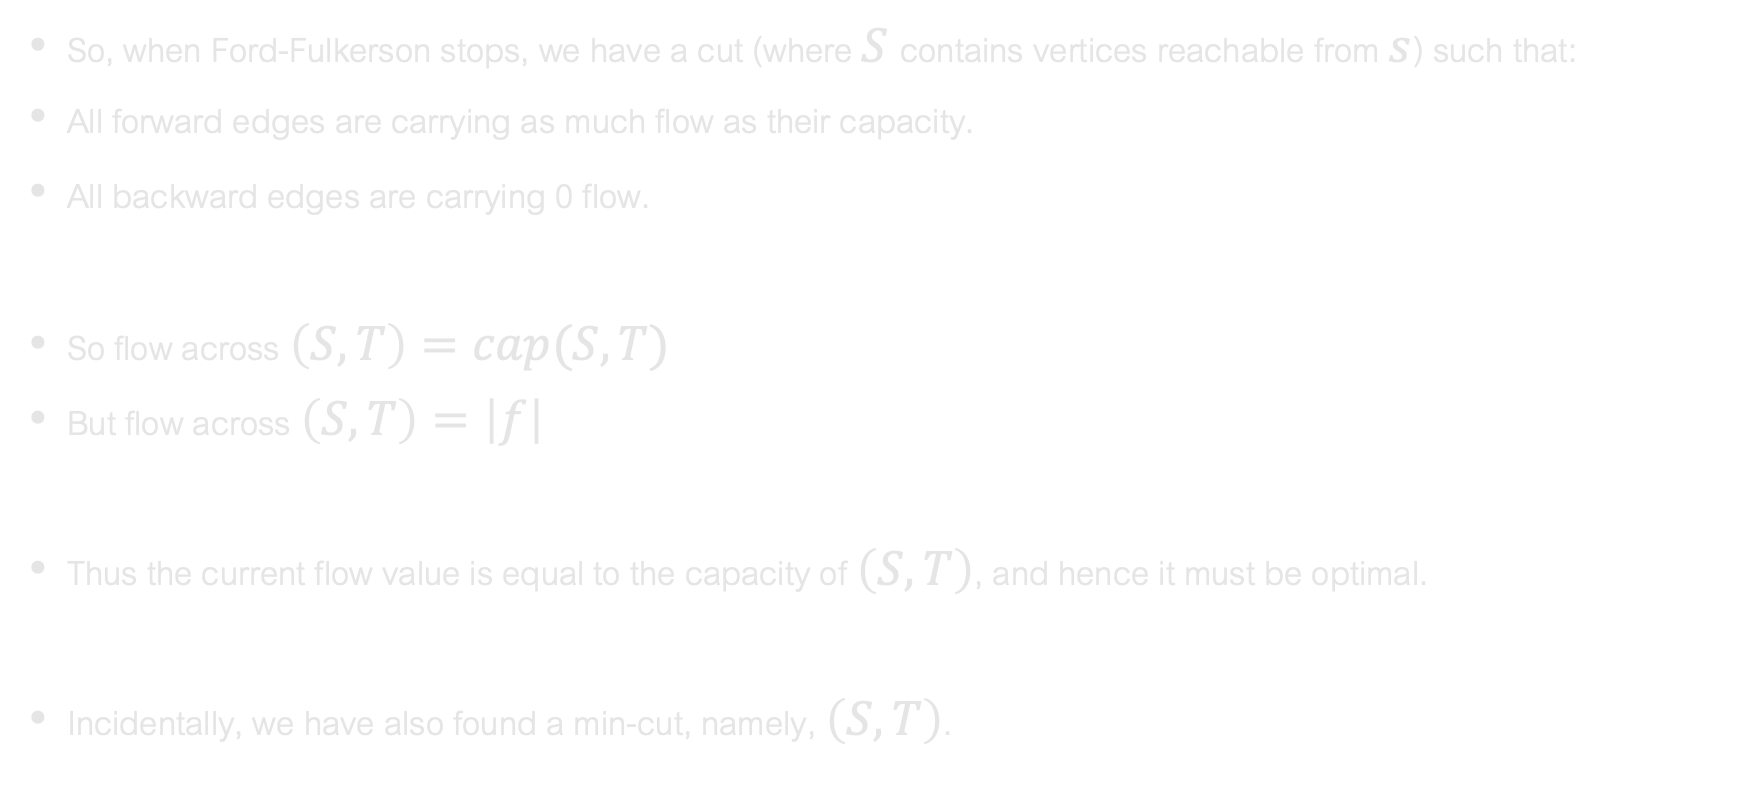 • So, when Ford-Fulkerson stops, we have a cut (where S contains vertices reachable from s) such that:
• All forward edges are carrying as much flow as their capacity.
• All backward edges are carrying 0 flow.
• So flow across (S, T) = cap(S, T)
• But flow across (S, T) = |f|
• Thus the current flow value is equal to the capacity of (S, T), and hence it must be optimal.
• Incidentally, we have also found a min-cut, namely, (S, T).